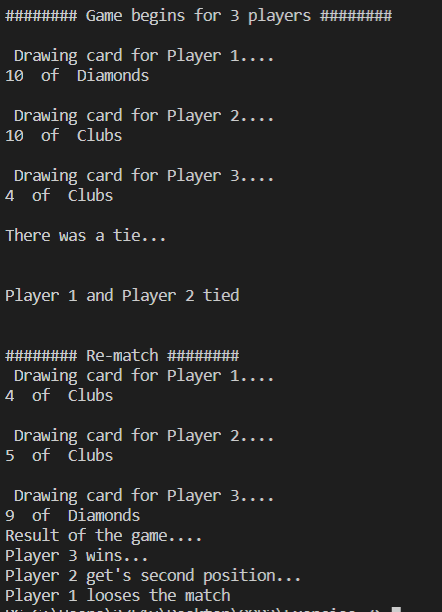 ######## Game begins for 3 players ########
Drawing card for Player 1....
10 of Diamonds
Drawing card for Player 2....
10 of Clubs
Drawing card for Player 3....
4 of Clubs
There was a tie...
Player 1 and Player 2 tied
######## Re-match ########
Drawing card for Player 1....
4 of Clubs
Drawing card for Player 2....
5 of Clubs
Drawing card for Player 3....
9 of Diamonds
Result of the game....
Player 3 wins...
Player 2 get's second position...
Player 1 looses the match